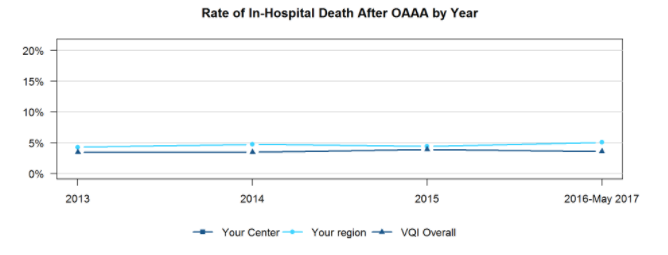 Rate of In-Hospital Death After OAAA by Year
20%
15%
10%
5%
0%
2013 2014 2015 2016-May 2017
Your Center Your region VQI Overall